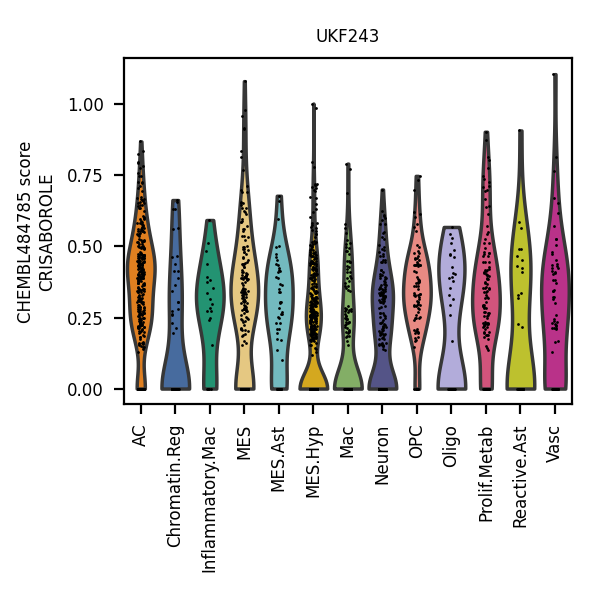 UKF243
CHEMBL484785 score
CRISABOROLE
1.00
0.75
0.50
0.25
0.00
AC
Chromatin.Reg
Inflammatory.Mac
MES
MES.Ast
MES.Hyp
Mac
Neuron
OPC
Oligo
Prolif.Metab
Reactive.Ast
Vasc